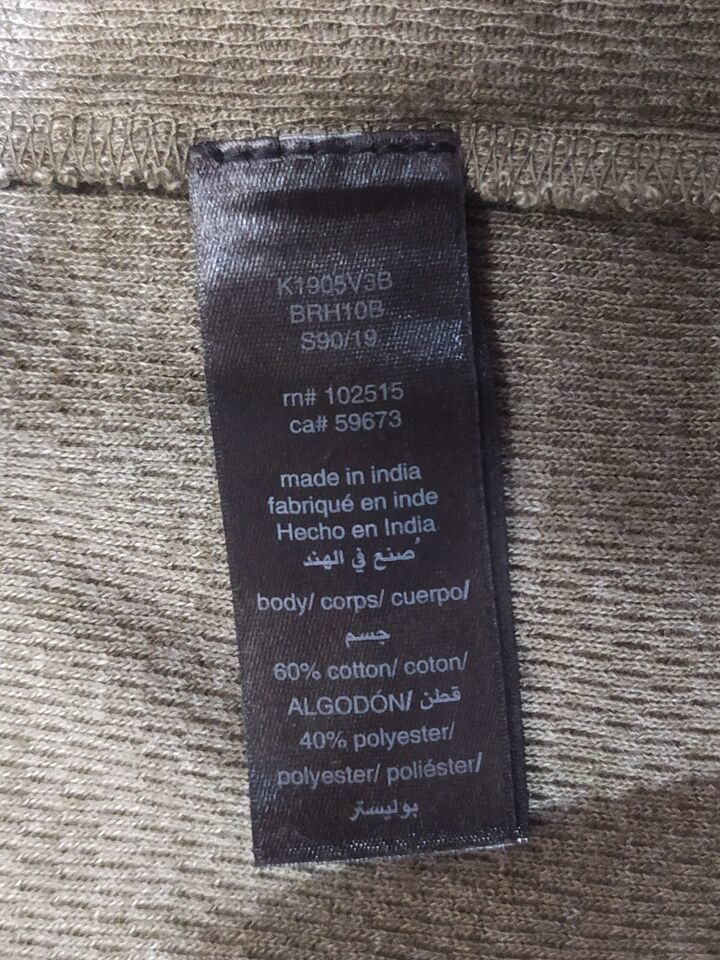 K1905V3B
BRH10B
S90/19
rn# 102515
ca# 59673
made in india
fabriqué en inde
Hecho en India
صُنع في الهند
body/ corps/ cuerpo/
جسم
60% cotton/ coton/
ALGODÓN/ قطن
40% polyester/
polyester/ poliéster/
بوليستر